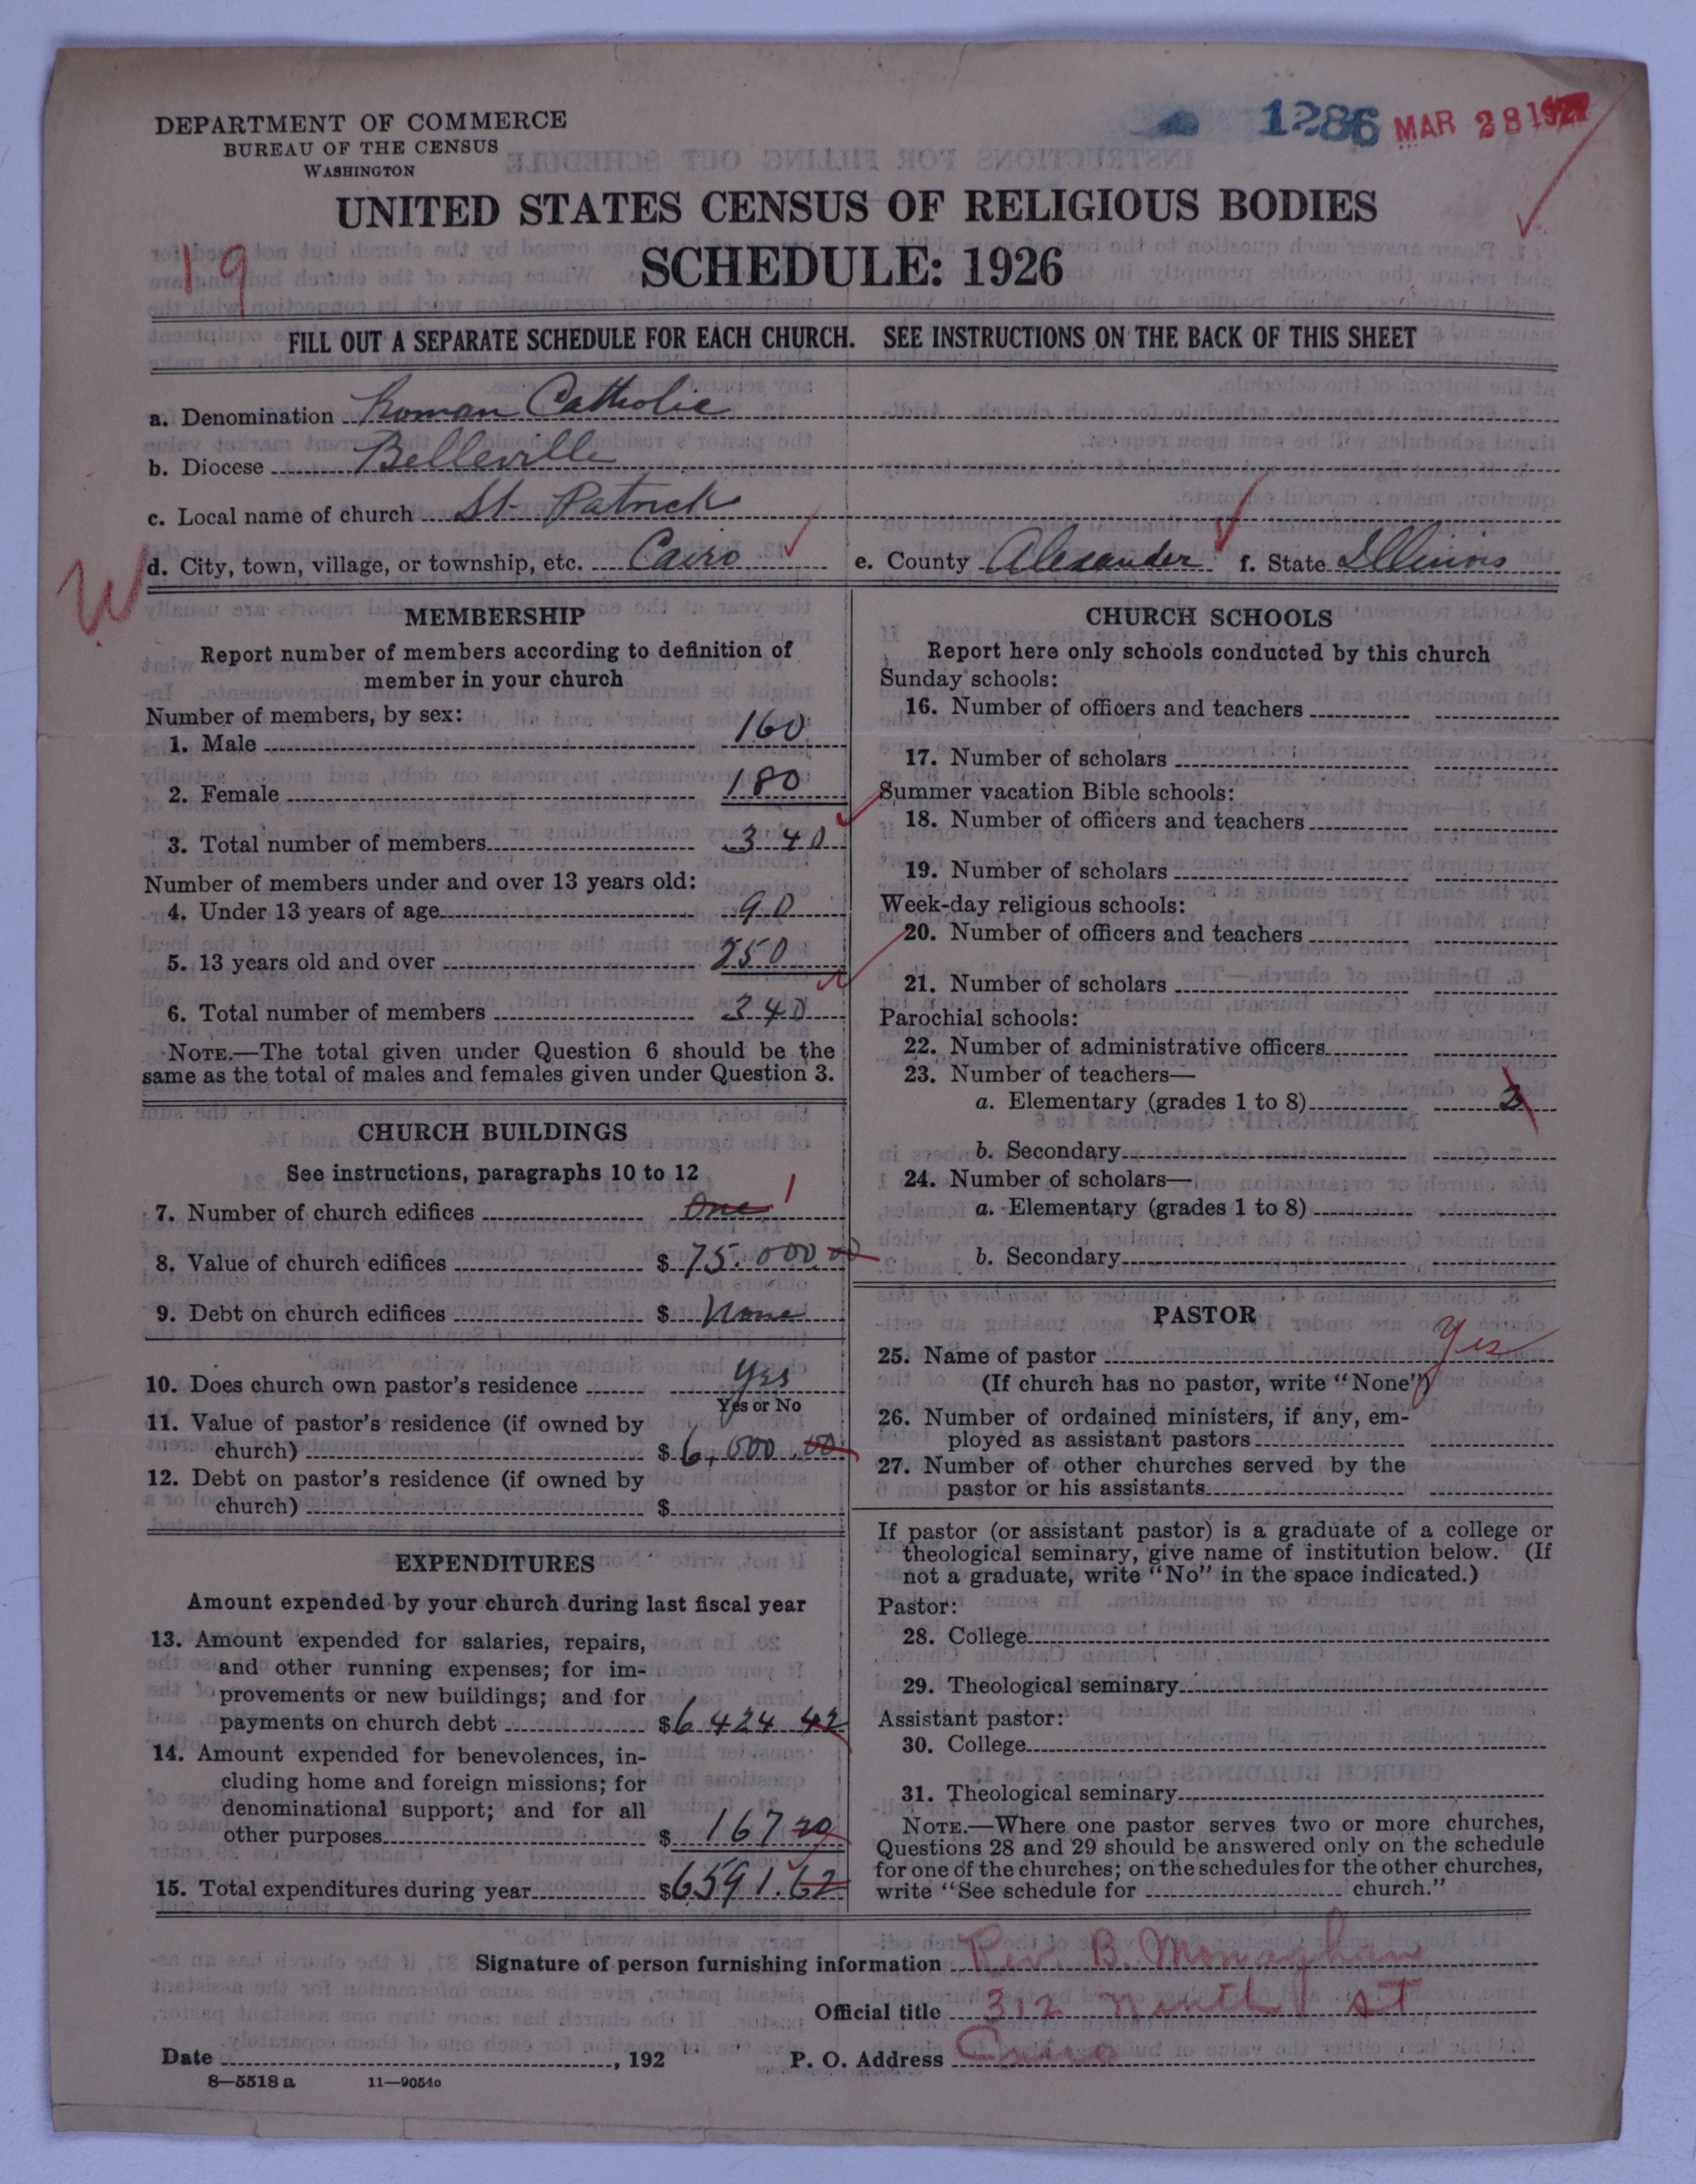 1286 MAR 28 1927
DEPARTMENT OF COMMERCE
BUREAU OF THE CENSUS
WASHINGTON
UNITED STATES CENSUS OF RELIGIOUS BODIES
SCHEDULE: 1926
19
FILL OUT A SEPARATE SCHEDULE FOR EACH CHURCH. SEE INSTRUCTIONS ON THE BACK OF THIS SHEET
a. Denomination Roman Catholic
b. Diocese Belleville
c. Local name of church St. Patrick
d. City, town, village, or township, etc. Cairo e. County Alexander f. State Illinois
MEMBERSHIP
Report number of members according to definition of
member in your church
Number of members, by sex:
1. Male 160
2. Female 180
3. Total number of members 340
Number of members under and over 13 years old:
4. Under 13 years of age 90
5. 13 years old and over 250
6. Total number of members 340
NOTE.—The total given under Question 6 should be the
same as the total of males and females given under Question 3.
CHURCH BUILDINGS
See instructions, paragraphs 10 to 12
7. Number of church edifices One 1
8. Value of church edifices $ 75.000.00
9. Debt on church edifices $ None
10. Does church own pastor's residence Yes
Yes or No
11. Value of pastor's residence (if owned by
church) $ 6,000.00
12. Debt on pastor's residence (if owned by
church) $
EXPENDITURES
Amount expended by your church during last fiscal year
13. Amount expended for salaries, repairs,
and other running expenses; for im-
provements or new buildings; and for
payments on church debt $ 6424 42
14. Amount expended for benevolences, in-
cluding home and foreign missions; for
denominational support; and for all
other purposes $ 167 20
15. Total expenditures during year $ 6591.62
CHURCH SCHOOLS
Report here only schools conducted by this church
Sunday schools:
16. Number of officers and teachers
17. Number of scholars
Summer vacation Bible schools:
18. Number of officers and teachers
19. Number of scholars
Week-day religious schools:
20. Number of officers and teachers
21. Number of scholars
Parochial schools:
22. Number of administrative officers
23. Number of teachers—
a. Elementary (grades 1 to 8)
b. Secondary
24. Number of scholars—
a. Elementary (grades 1 to 8)
b. Secondary
PASTOR
25. Name of pastor Yes
(If church has no pastor, write "None")
26. Number of ordained ministers, if any, em-
ployed as assistant pastors
27. Number of other churches served by the
pastor or his assistants
If pastor (or assistant pastor) is a graduate of a college or
theological seminary, give name of institution below. (If
not a graduate, write "No" in the space indicated.)
Pastor:
28. College
29. Theological seminary
Assistant pastor:
30. College
31. Theological seminary
NOTE.—Where one pastor serves two or more churches,
Questions 28 and 29 should be answered only on the schedule
for one of the churches; on the schedules for the other churches,
write "See schedule for church."
Signature of person furnishing information Rev. B. Monaghan
Official title 312 Ninth st
Date , 192 P. O. Address Cairo
8—5518 a 11—9054o